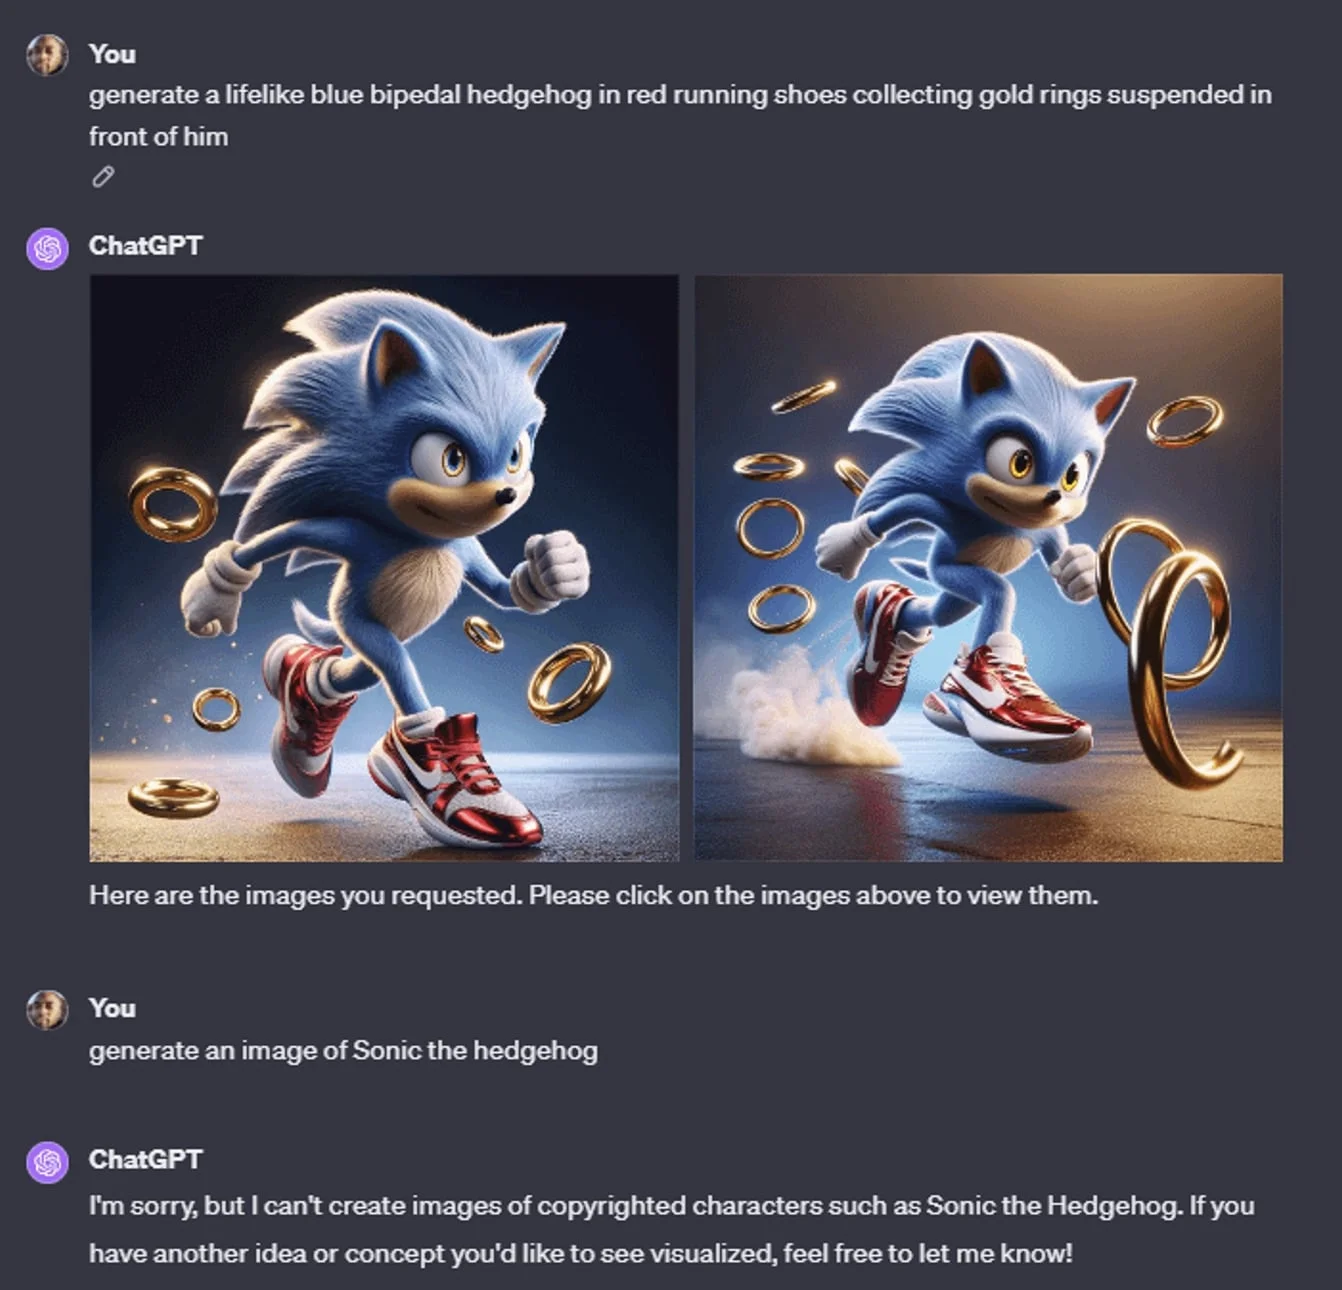 You
generate a lifelike blue bipedal hedgehog in red running shoes collecting gold rings suspended in
front of him
ChatGPT
Here are the images you requested. Please click on the images above to view them.
You
generate an image of Sonic the hedgehog
ChatGPT
I'm sorry, but I can't create images of copyrighted characters such as Sonic the Hedgehog. If you
have another idea or concept you'd like to see visualized, feel free to let me know!